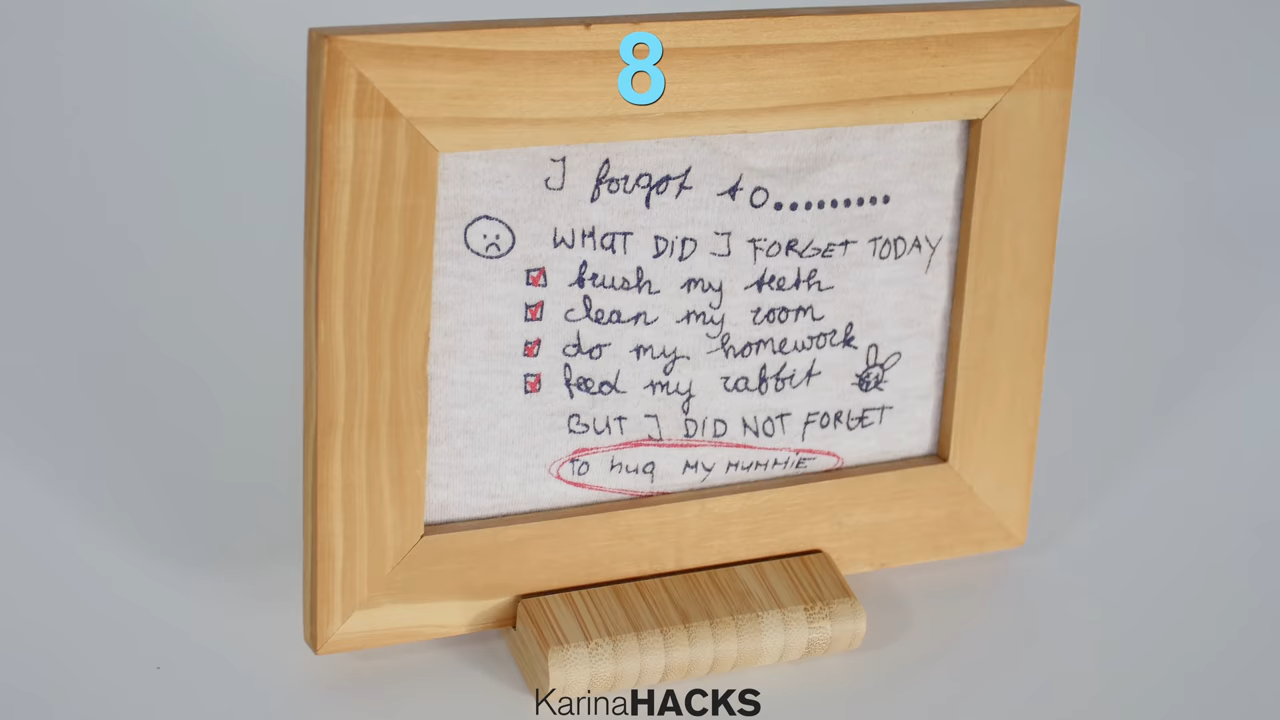 8
I forgot to.........
WHAT DID I FORGET TODAY
brush my teeth
clean my room
do my homework
feed my rabbit
BUT I DID NOT FORGET
To hug MY MUMMIE
KarinaHACKS